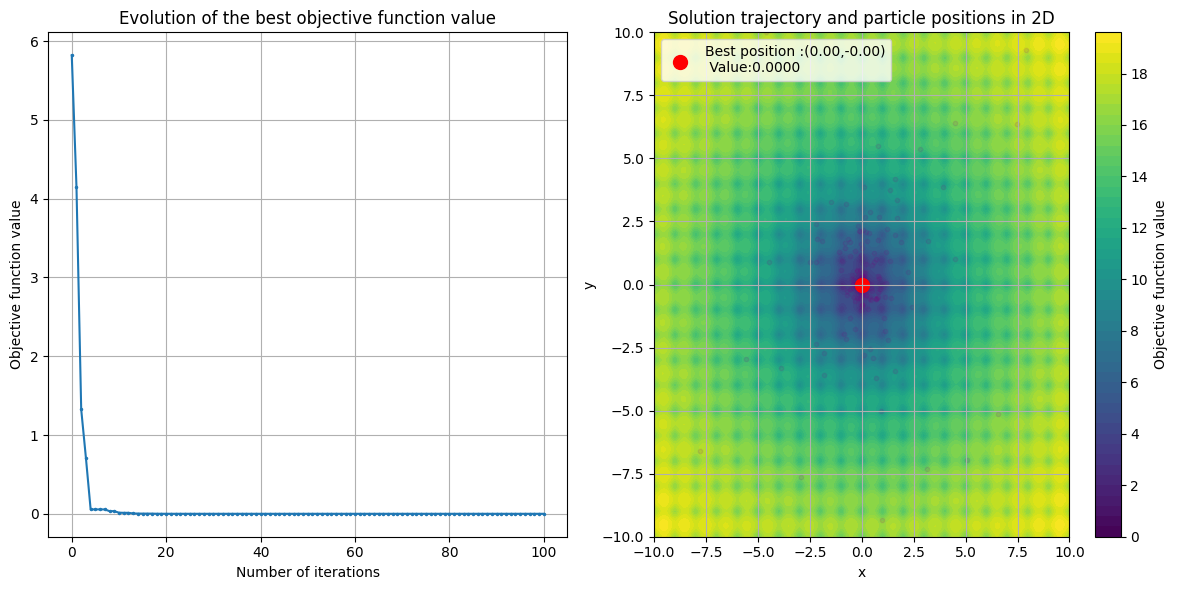 Evolution of the best objective function value
Objective function value
6
5
4
3
2
1
0
0 20 40 60 80 100
Number of iterations
Solution trajectory and particle positions in 2D
Best position :(0.00,-0.00)
Value:0.0000
y
10.0
7.5
5.0
2.5
0.0
−2.5
−5.0
−7.5
−10.0
−10.0 −7.5 −5.0 −2.5 0.0 2.5 5.0 7.5 10.0
x
18
16
14
12
10
8
6
4
2
0
Objective function value